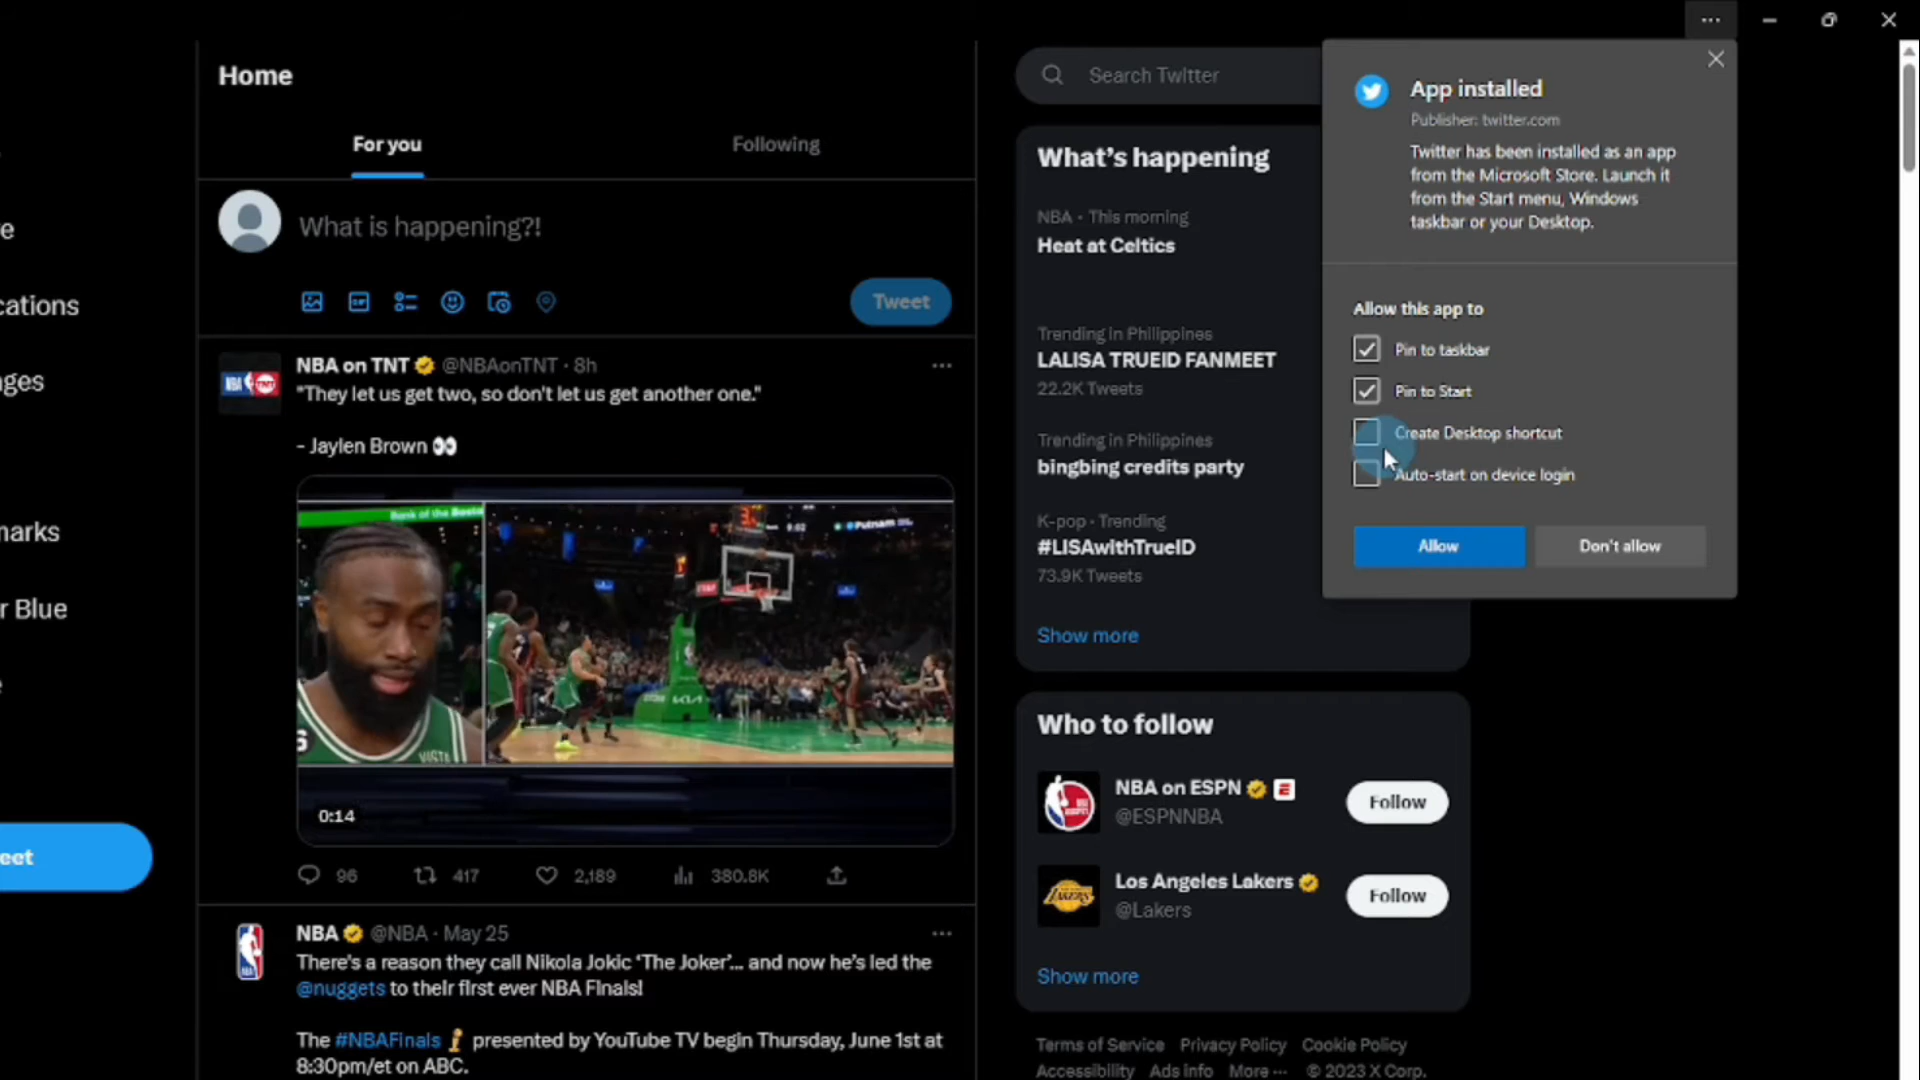 Home
For you
Following
What is happening?!
Tweet
NBA on TNT @NBAonTNT · 8h
"They let us get two, so don't let us get another one."
- Jaylen Brown 👀
Bank of the Bosto
Putnam
KIA
VISTA
0:14
96
417
2,189
380.8K
NBA @NBA · May 25
There's a reason they call Nikola Jokic 'The Joker'... and now he's led the
@nuggets to their first ever NBA Finals!
The #NBAFinals presented by YouTube TV begin Thursday, June 1st at
8:30pm/et on ABC.
e
cations
ges
narks
r Blue
eet
Search Twitter
What's happening
NBA · This morning
Heat at Celtics
Trending in Philippines
LALISA TRUEID FANMEET
22.2K Tweets
Trending in Philippines
bingbing credits party
K-pop · Trending
#LISAwithTrueID
73.9K Tweets
Show more
Who to follow
NBA on ESPN
@ESPNNBA
Follow
Los Angeles Lakers
@Lakers
Follow
Show more
Terms of Service Privacy Policy Cookie Policy
Accessibility Ads info More ··· © 2023 X Corp.
App installed
Publisher: twitter.com
Twitter has been installed as an app
from the Microsoft Store. Launch it
from the Start menu, Windows
taskbar or your Desktop.
Allow this app to
Pin to taskbar
Pin to Start
Create Desktop shortcut
Auto-start on device login
Allow
Don't allow